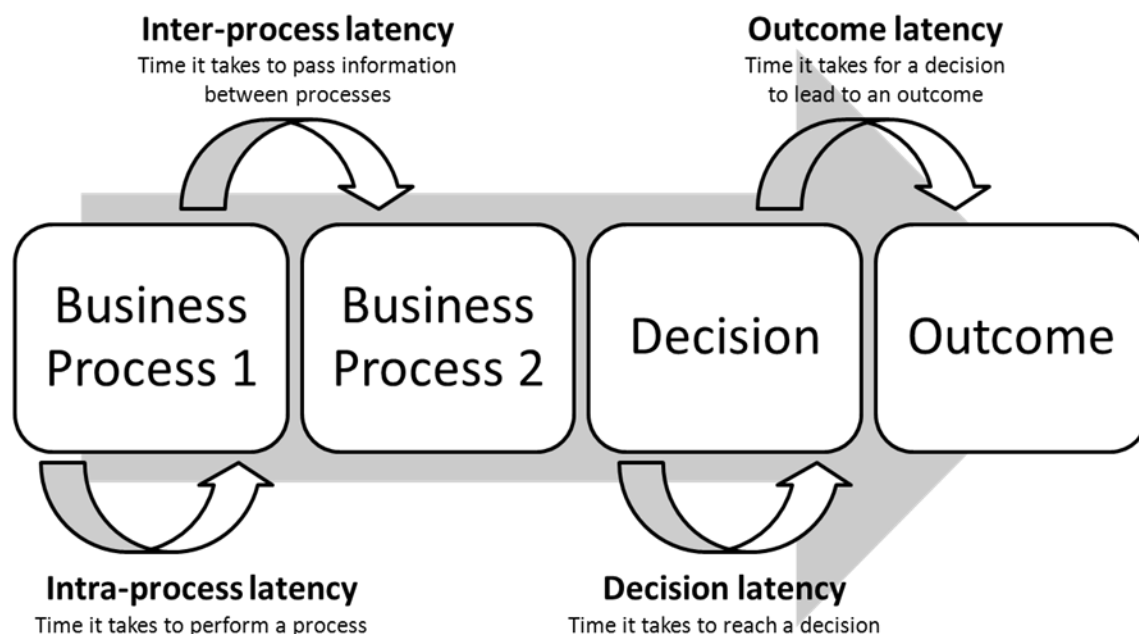 Inter-process latency
Time it takes to pass information
between processes
Outcome latency
Time it takes for a decision
to lead to an outcome
Business
Process 1
Business
Process 2
Decision
Outcome
Intra-process latency
Time it takes to perform a process
Decision latency
Time it takes to reach a decision